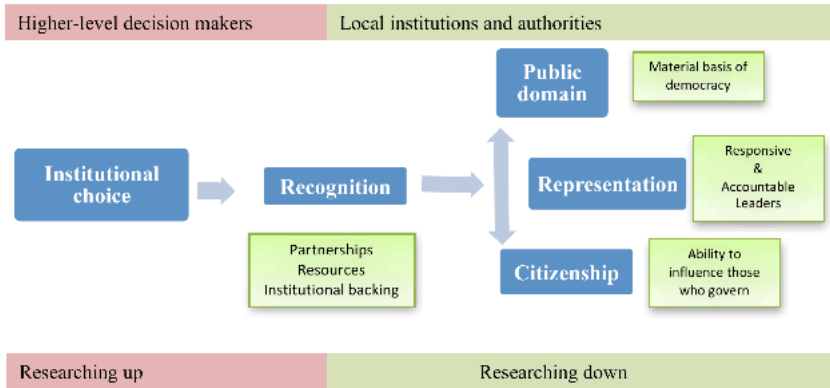 Higher-level decision makers
Local institutions and authorities
Public
domain
Material basis of
democracy
Institutional
choice
Recognition
Representation
Responsive
&
Accountable
Leaders
Partnerships
Resources
Institutional backing
Citizenship
Ability to
influence those
who govern
Researching up
Researching down